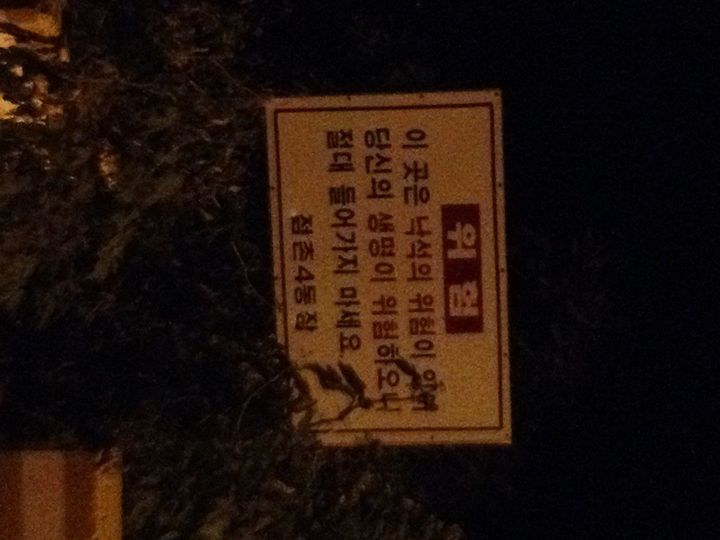 위험
이 곳은 낙석의 위험이 있어
당신의 생명이 위험하오니
절대 들어가지 마세요
점촌4동장